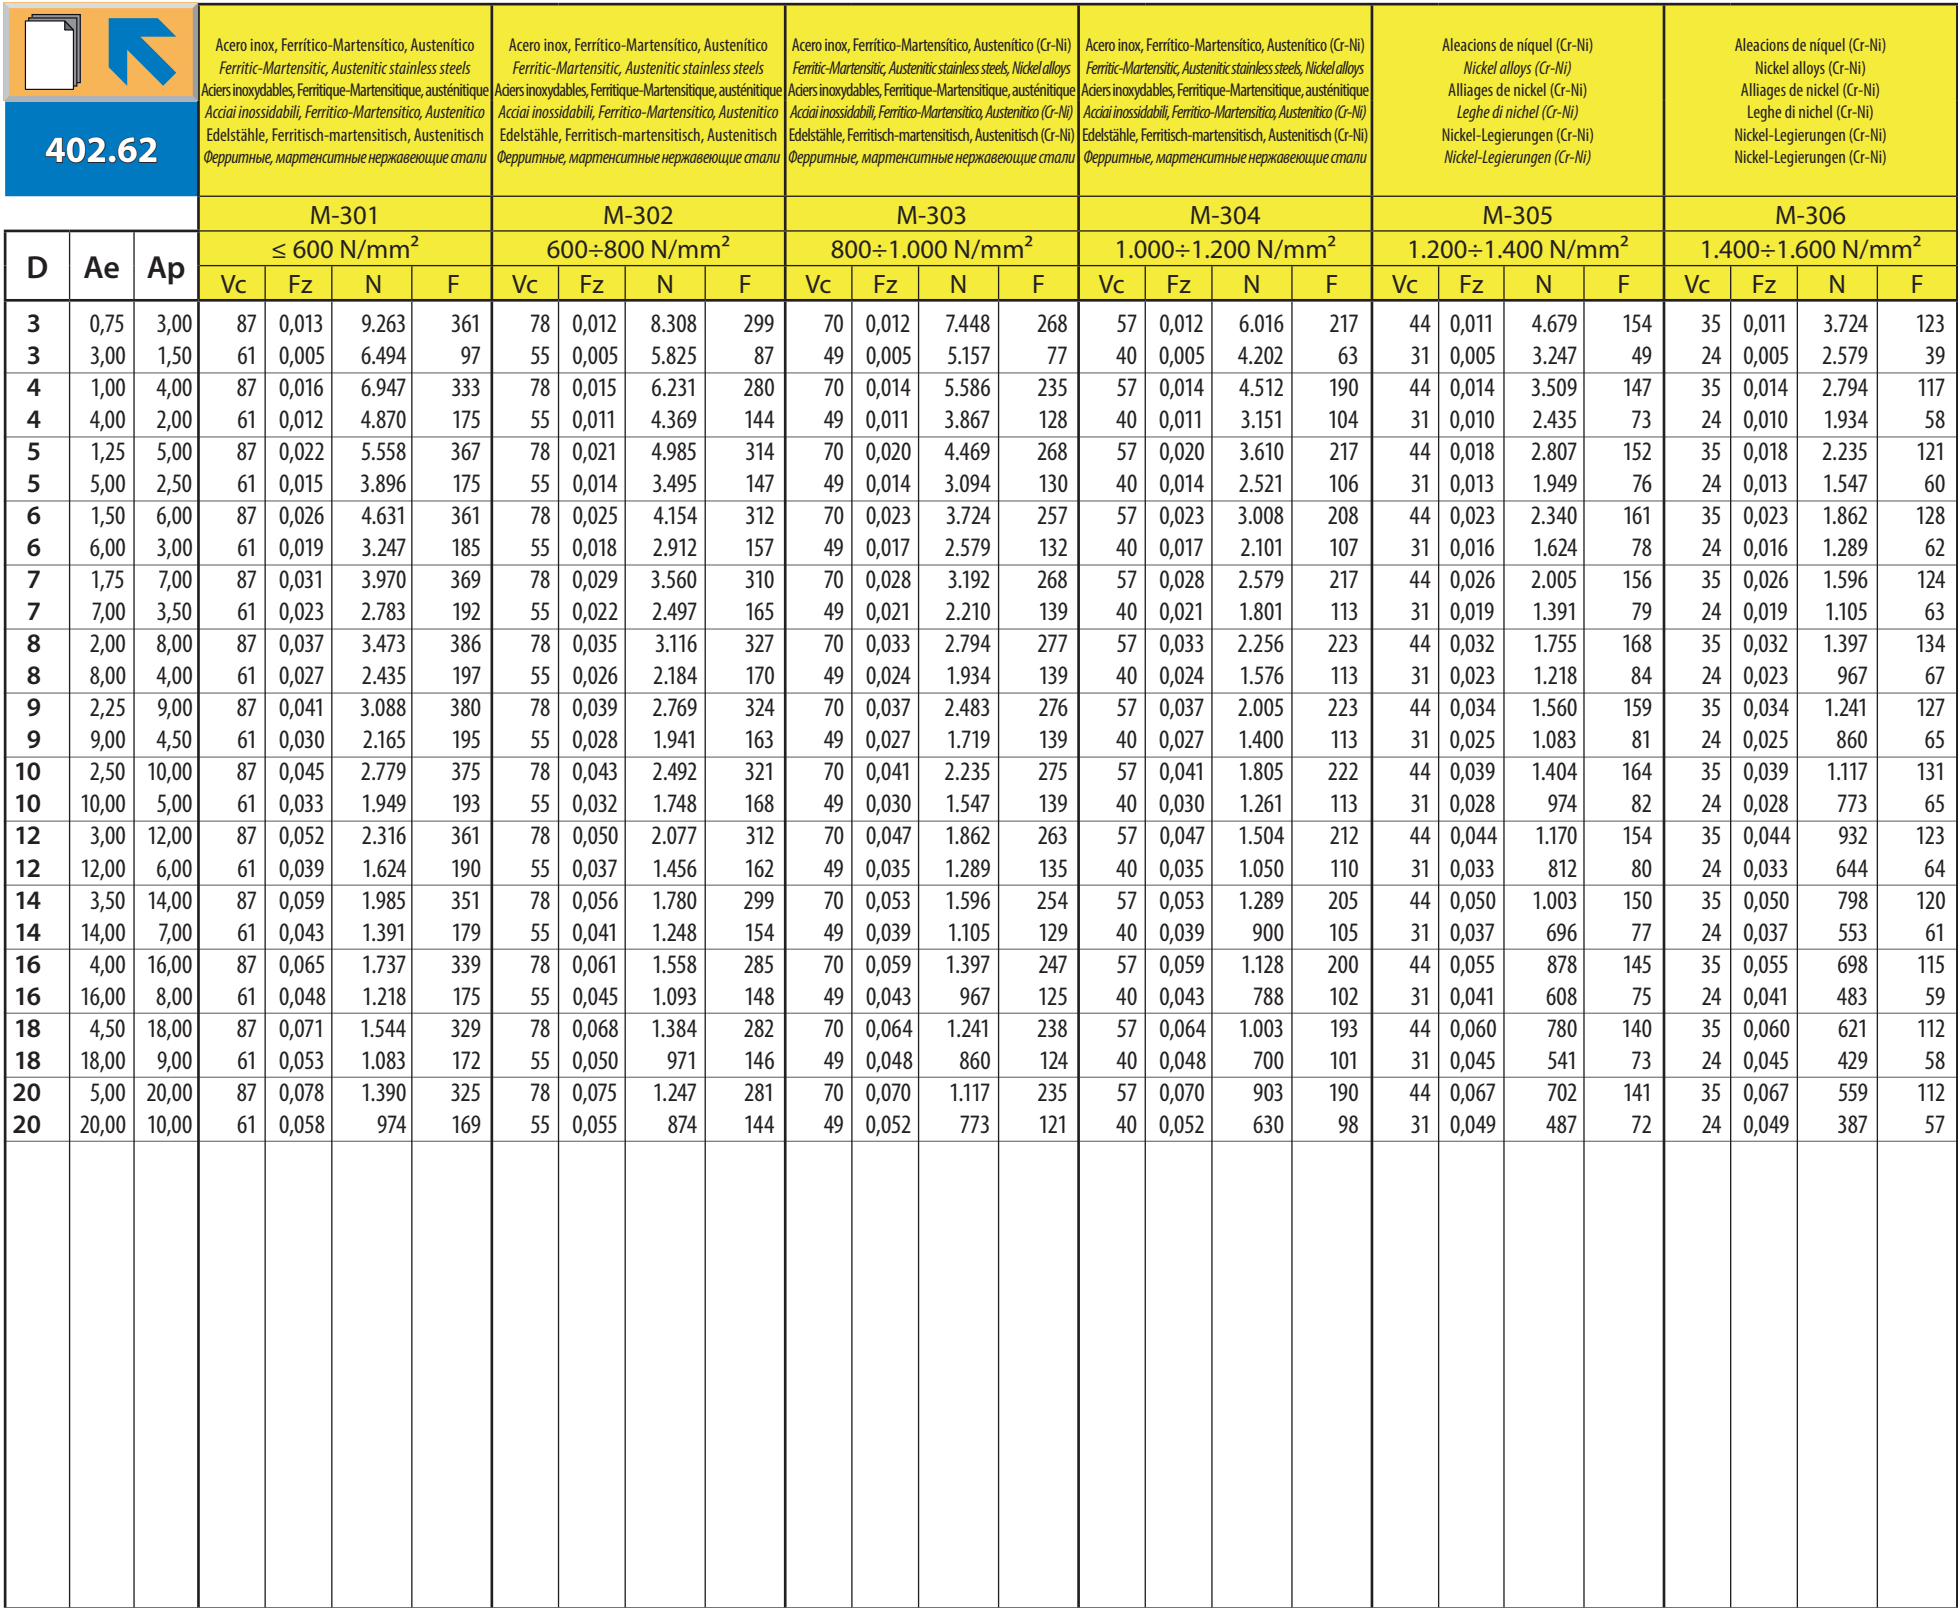 402.62
Acero inox, Ferrítico-Martensítico, Austenítico
Ferritic-Martensitic, Austenitic stainless steels
Aciers inoxydables, Ferritique-Martensitique, austénitique
Acciai inossidabili, Ferritico-Martensitico, Austenitico
Edelstähle, Ferritisch-martensitisch, Austenitisch
Ферритные, мартенситные нержавеющие стали
Acero inox, Ferrítico-Martensítico, Austenítico
Ferritic-Martensitic, Austenitic stainless steels
Aciers inoxydables, Ferritique-Martensitique, austénitique
Acciai inossidabili, Ferritico-Martensitico, Austenitico
Edelstähle, Ferritisch-martensitisch, Austenitisch
Ферритные, мартенситные нержавеющие стали
Acero inox, Ferrítico-Martensítico, Austenítico (Cr-Ni)
Ferritic-Martensitic, Austenitic stainless steels, Nickel alloys
Aciers inoxydables, Ferritique-Martensitique, austénitique
Acciai inossidabili, Ferritico-Martensitico, Austenitico (Cr-Ni)
Edelstähle, Ferritisch-martensitisch, Austenitisch (Cr-Ni)
Ферритные, мартенситные нержавеющие стали
Acero inox, Ferrítico-Martensítico, Austenítico (Cr-Ni)
Ferritic-Martensitic, Austenitic stainless steels, Nickel alloys
Aciers inoxydables, Ferritique-Martensitique, austénitique
Acciai inossidabili, Ferritico-Martensitico, Austenitico (Cr-Ni)
Edelstähle, Ferritisch-martensitisch, Austenitisch (Cr-Ni)
Ферритные, мартенситные нержавеющие стали
Aleacions de níquel (Cr-Ni)
Nickel alloys (Cr-Ni)
Alliages de nickel (Cr-Ni)
Leghe di nichel (Cr-Ni)
Nickel-Legierungen (Cr-Ni)
Nickel-Legierungen (Cr-Ni)
Aleacions de níquel (Cr-Ni)
Nickel alloys (Cr-Ni)
Alliages de nickel (Cr-Ni)
Leghe di nichel (Cr-Ni)
Nickel-Legierungen (Cr-Ni)
Nickel-Legierungen (Cr-Ni)
M-301 M-302 M-303 M-304 M-305 M-306
≤ 600 N/mm² 600÷800 N/mm² 800÷1.000 N/mm² 1.000÷1.200 N/mm² 1.200÷1.400 N/mm² 1.400÷1.600 N/mm²
D Ae Ap Vc Fz N F Vc Fz N F Vc Fz N F Vc Fz N F Vc Fz N F Vc Fz N F
3 0,75 3,00 87 0,013 9.263 361 78 0,012 8.308 299 70 0,012 7.448 268 57 0,012 6.016 217 44 0,011 4.679 154 35 0,011 3.724 123
3 3,00 1,50 61 0,005 6.494 97 55 0,005 5.825 87 49 0,005 5.157 77 40 0,005 4.202 63 31 0,005 3.247 49 24 0,005 2.579 39
4 1,00 4,00 87 0,016 6.947 333 78 0,015 6.231 280 70 0,014 5.586 235 57 0,014 4.512 190 44 0,014 3.509 147 35 0,014 2.794 117
4 4,00 2,00 61 0,012 4.870 175 55 0,011 4.369 144 49 0,011 3.867 128 40 0,011 3.151 104 31 0,010 2.435 73 24 0,010 1.934 58
5 1,25 5,00 87 0,022 5.558 367 78 0,021 4.985 314 70 0,020 4.469 268 57 0,020 3.610 217 44 0,018 2.807 152 35 0,018 2.235 121
5 5,00 2,50 61 0,015 3.896 175 55 0,014 3.495 147 49 0,014 3.094 130 40 0,014 2.521 106 31 0,013 1.949 76 24 0,013 1.547 60
6 1,50 6,00 87 0,026 4.631 361 78 0,025 4.154 312 70 0,023 3.724 257 57 0,023 3.008 208 44 0,023 2.340 161 35 0,023 1.862 128
6 6,00 3,00 61 0,019 3.247 185 55 0,018 2.912 157 49 0,017 2.579 132 40 0,017 2.101 107 31 0,016 1.624 78 24 0,016 1.289 62
7 1,75 7,00 87 0,031 3.970 369 78 0,029 3.560 310 70 0,028 3.192 268 57 0,028 2.579 217 44 0,026 2.005 156 35 0,026 1.596 124
7 7,00 3,50 61 0,023 2.783 192 55 0,022 2.497 165 49 0,021 2.210 139 40 0,021 1.801 113 31 0,019 1.391 79 24 0,019 1.105 63
8 2,00 8,00 87 0,037 3.473 386 78 0,035 3.116 327 70 0,033 2.794 277 57 0,033 2.256 223 44 0,032 1.755 168 35 0,032 1.397 134
8 8,00 4,00 61 0,027 2.435 197 55 0,026 2.184 170 49 0,024 1.934 139 40 0,024 1.576 113 31 0,023 1.218 84 24 0,023 967 67
9 2,25 9,00 87 0,041 3.088 380 78 0,039 2.769 324 70 0,037 2.483 276 57 0,037 2.005 223 44 0,034 1.560 159 35 0,034 1.241 127
9 9,00 4,50 61 0,030 2.165 195 55 0,028 1.941 163 49 0,027 1.719 139 40 0,027 1.400 113 31 0,025 1.083 81 24 0,025 860 65
10 2,50 10,00 87 0,045 2.779 375 78 0,043 2.492 321 70 0,041 2.235 275 57 0,041 1.805 222 44 0,039 1.404 164 35 0,039 1.117 131
10 10,00 5,00 61 0,033 1.949 193 55 0,032 1.748 168 49 0,030 1.547 139 40 0,030 1.261 113 31 0,028 974 82 24 0,028 773 65
12 3,00 12,00 87 0,052 2.316 361 78 0,050 2.077 312 70 0,047 1.862 263 57 0,047 1.504 212 44 0,044 1.170 154 35 0,044 932 123
12 12,00 6,00 61 0,039 1.624 190 55 0,037 1.456 162 49 0,035 1.289 135 40 0,035 1.050 110 31 0,033 812 80 24 0,033 644 64
14 3,50 14,00 87 0,059 1.985 351 78 0,056 1.780 299 70 0,053 1.596 254 57 0,053 1.289 205 44 0,050 1.003 150 35 0,050 798 120
14 14,00 7,00 61 0,043 1.391 179 55 0,041 1.248 154 49 0,039 1.105 129 40 0,039 900 105 31 0,037 696 77 24 0,037 553 61
16 4,00 16,00 87 0,065 1.737 339 78 0,061 1.558 285 70 0,059 1.397 247 57 0,059 1.128 200 44 0,055 878 145 35 0,055 698 115
16 16,00 8,00 61 0,048 1.218 175 55 0,045 1.093 148 49 0,043 967 125 40 0,043 788 102 31 0,041 608 75 24 0,041 483 59
18 4,50 18,00 87 0,071 1.544 329 78 0,068 1.384 282 70 0,064 1.241 238 57 0,064 1.003 193 44 0,060 780 140 35 0,060 621 112
18 18,00 9,00 61 0,053 1.083 172 55 0,050 971 146 49 0,048 860 124 40 0,048 700 101 31 0,045 541 73 24 0,045 429 58
20 5,00 20,00 87 0,078 1.390 325 78 0,075 1.247 281 70 0,070 1.117 235 57 0,070 903 190 44 0,067 702 141 35 0,067 559 112
20 20,00 10,00 61 0,058 974 169 55 0,055 874 144 49 0,052 773 121 40 0,052 630 98 31 0,049 487 72 24 0,049 387 57